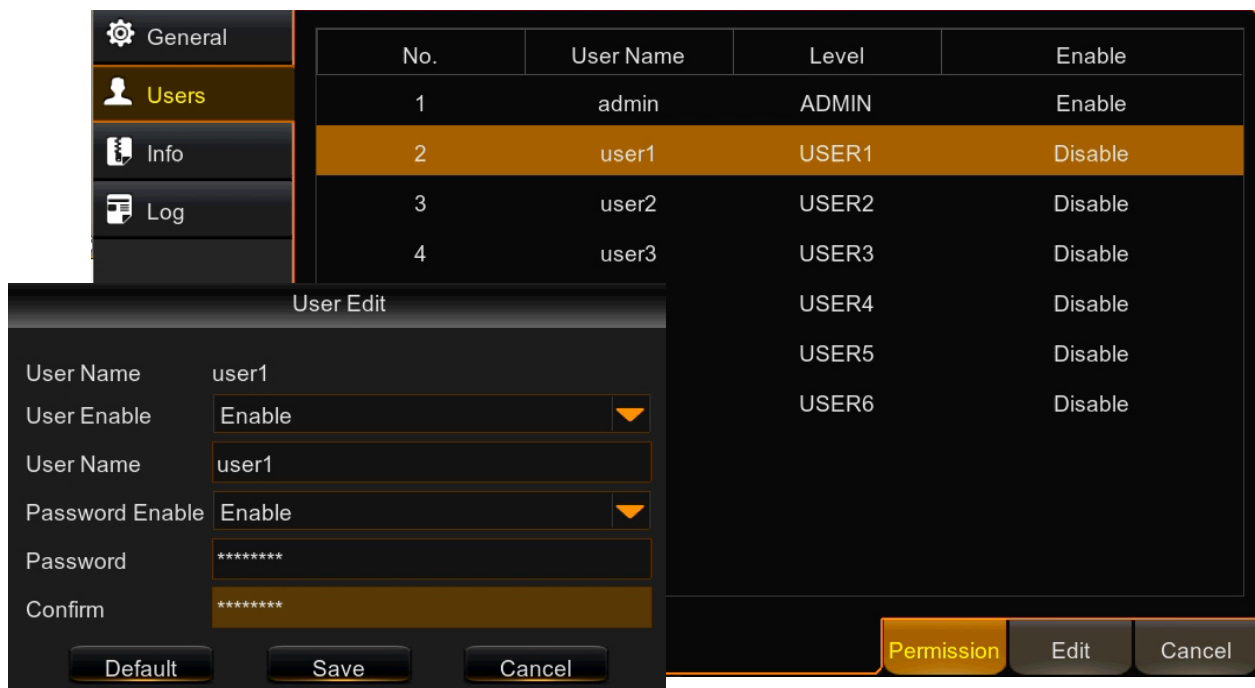 General
Users
Info
Log
No. User Name Level Enable
1 admin ADMIN Enable
2 user1 USER1 Disable
3 user2 USER2 Disable
4 user3 USER3 Disable
USER4 Disable
USER5 Disable
USER6 Disable
User Edit
User Name user1
User Enable Enable
User Name user1
Password Enable Enable
Password ********
Confirm ********
Default Save Cancel
Permission Edit Cancel